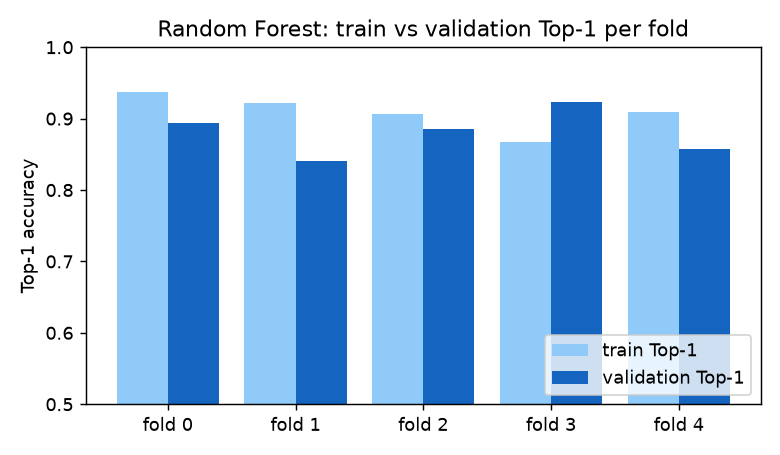 Random Forest: train vs validation Top-1 per fold
Top-1 accuracy
1.0
0.9
0.8
0.7
0.6
0.5
fold 0 fold 1 fold 2 fold 3 fold 4
train Top-1
validation Top-1